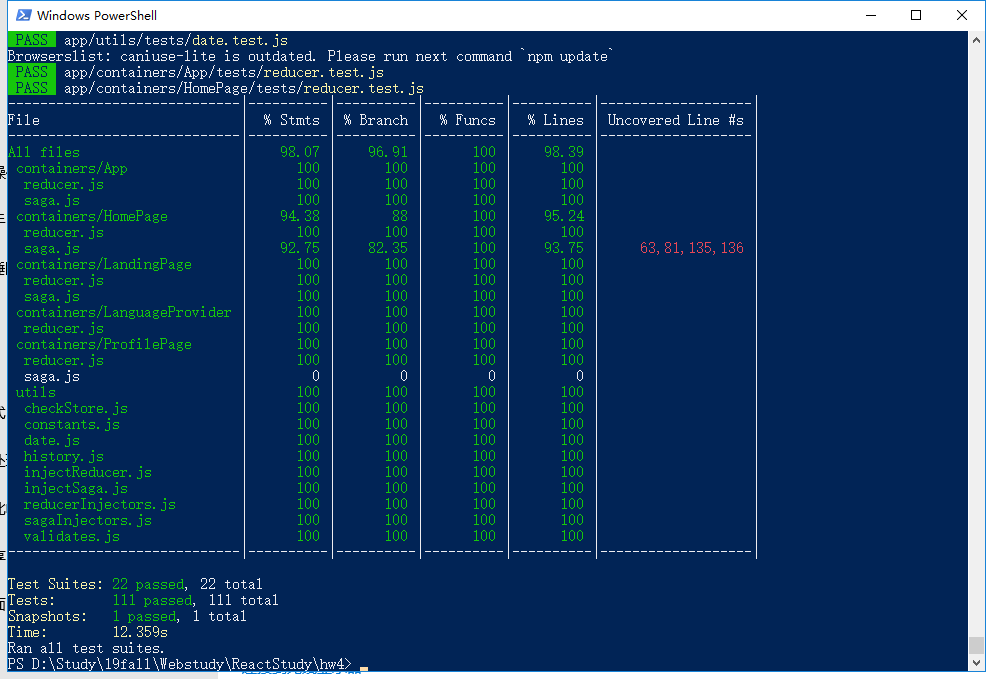 Windows PowerShell
PASS app/utils/tests/date.test.js
Browserslist: caniuse-lite is outdated. Please run next command `npm update`
PASS app/containers/App/tests/reducer.test.js
PASS app/containers/HomePage/tests/reducer.test.js
File | % Stmts | % Branch | % Funcs | % Lines | Uncovered Line #s
All files | 98.07 | 96.91 | 100 | 98.39 |
containers/App | 100 | 100 | 100 | 100 |
reducer.js | 100 | 100 | 100 | 100 |
saga.js | 100 | 100 | 100 | 100 |
containers/HomePage | 94.38 | 88 | 100 | 95.24 |
reducer.js | 100 | 100 | 100 | 100 |
saga.js | 92.75 | 82.35 | 100 | 93.75 | 63,81,135,136
containers/LandingPage | 100 | 100 | 100 | 100 |
reducer.js | 100 | 100 | 100 | 100 |
saga.js | 100 | 100 | 100 | 100 |
containers/LanguageProvider | 100 | 100 | 100 | 100 |
reducer.js | 100 | 100 | 100 | 100 |
containers/ProfilePage | 100 | 100 | 100 | 100 |
reducer.js | 100 | 100 | 100 | 100 |
saga.js | 0 | 0 | 0 | 0 |
utils | 100 | 100 | 100 | 100 |
checkStore.js | 100 | 100 | 100 | 100 |
constants.js | 100 | 100 | 100 | 100 |
date.js | 100 | 100 | 100 | 100 |
history.js | 100 | 100 | 100 | 100 |
injectReducer.js | 100 | 100 | 100 | 100 |
injectSaga.js | 100 | 100 | 100 | 100 |
reducerInjectors.js | 100 | 100 | 100 | 100 |
sagaInjectors.js | 100 | 100 | 100 | 100 |
validates.js | 100 | 100 | 100 | 100 |
Test Suites: 22 passed, 22 total
Tests: 111 passed, 111 total
Snapshots: 1 passed, 1 total
Time: 12.359s
Ran all test suites.
PS D:\Study\19fall\Webstudy\ReactStudy\hw4>